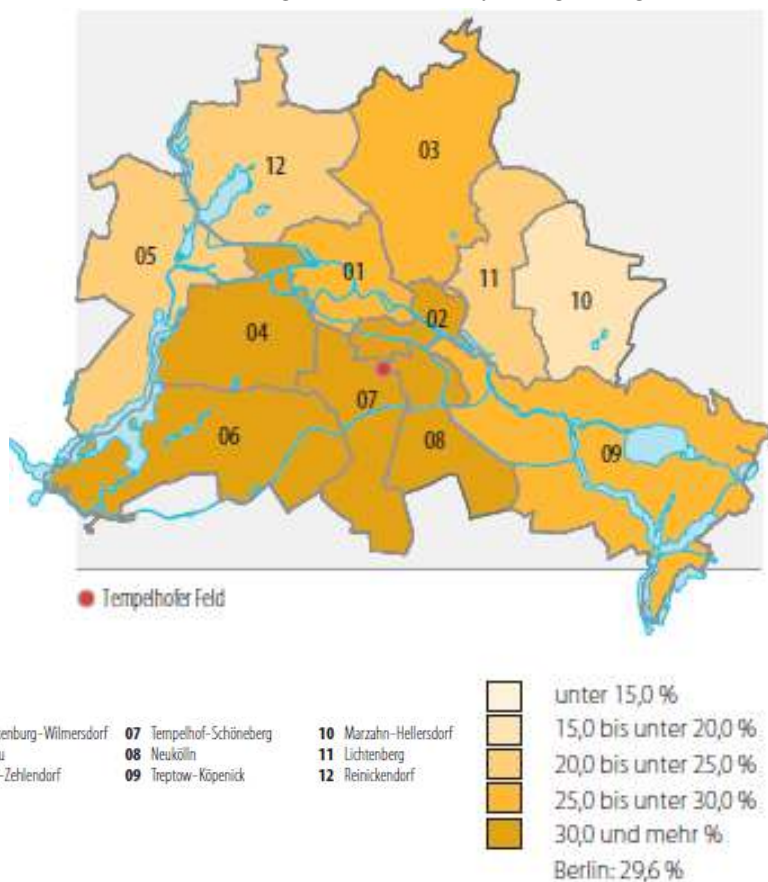 03
12
05
01
11
10
02
04
07
06
08
09
Tempelhofer Feld
enburg-Wilmersdorf 07 Tempelhof-Schöneberg 10 Marzahn-Hellersdorf
u 08 Neukölln 11 Lichtenberg
-Zehlendorf 09 Treptow-Köpenick 12 Reinickendorf
unter 15,0 %
15,0 bis unter 20,0 %
20,0 bis unter 25,0 %
25,0 bis unter 30,0 %
30,0 und mehr %
Berlin: 29,6 %